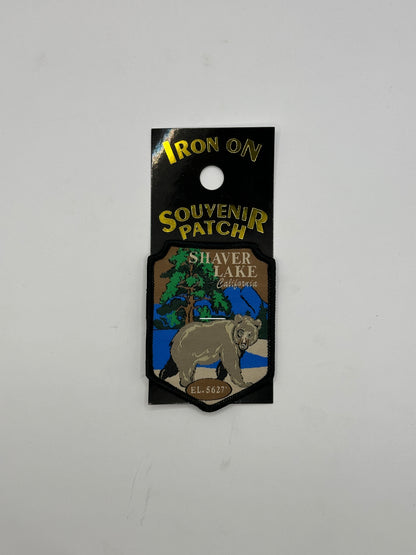 IRON ON
SOUVENIR
PATCH
SHAVER
LAKE
California
EL. 5627'